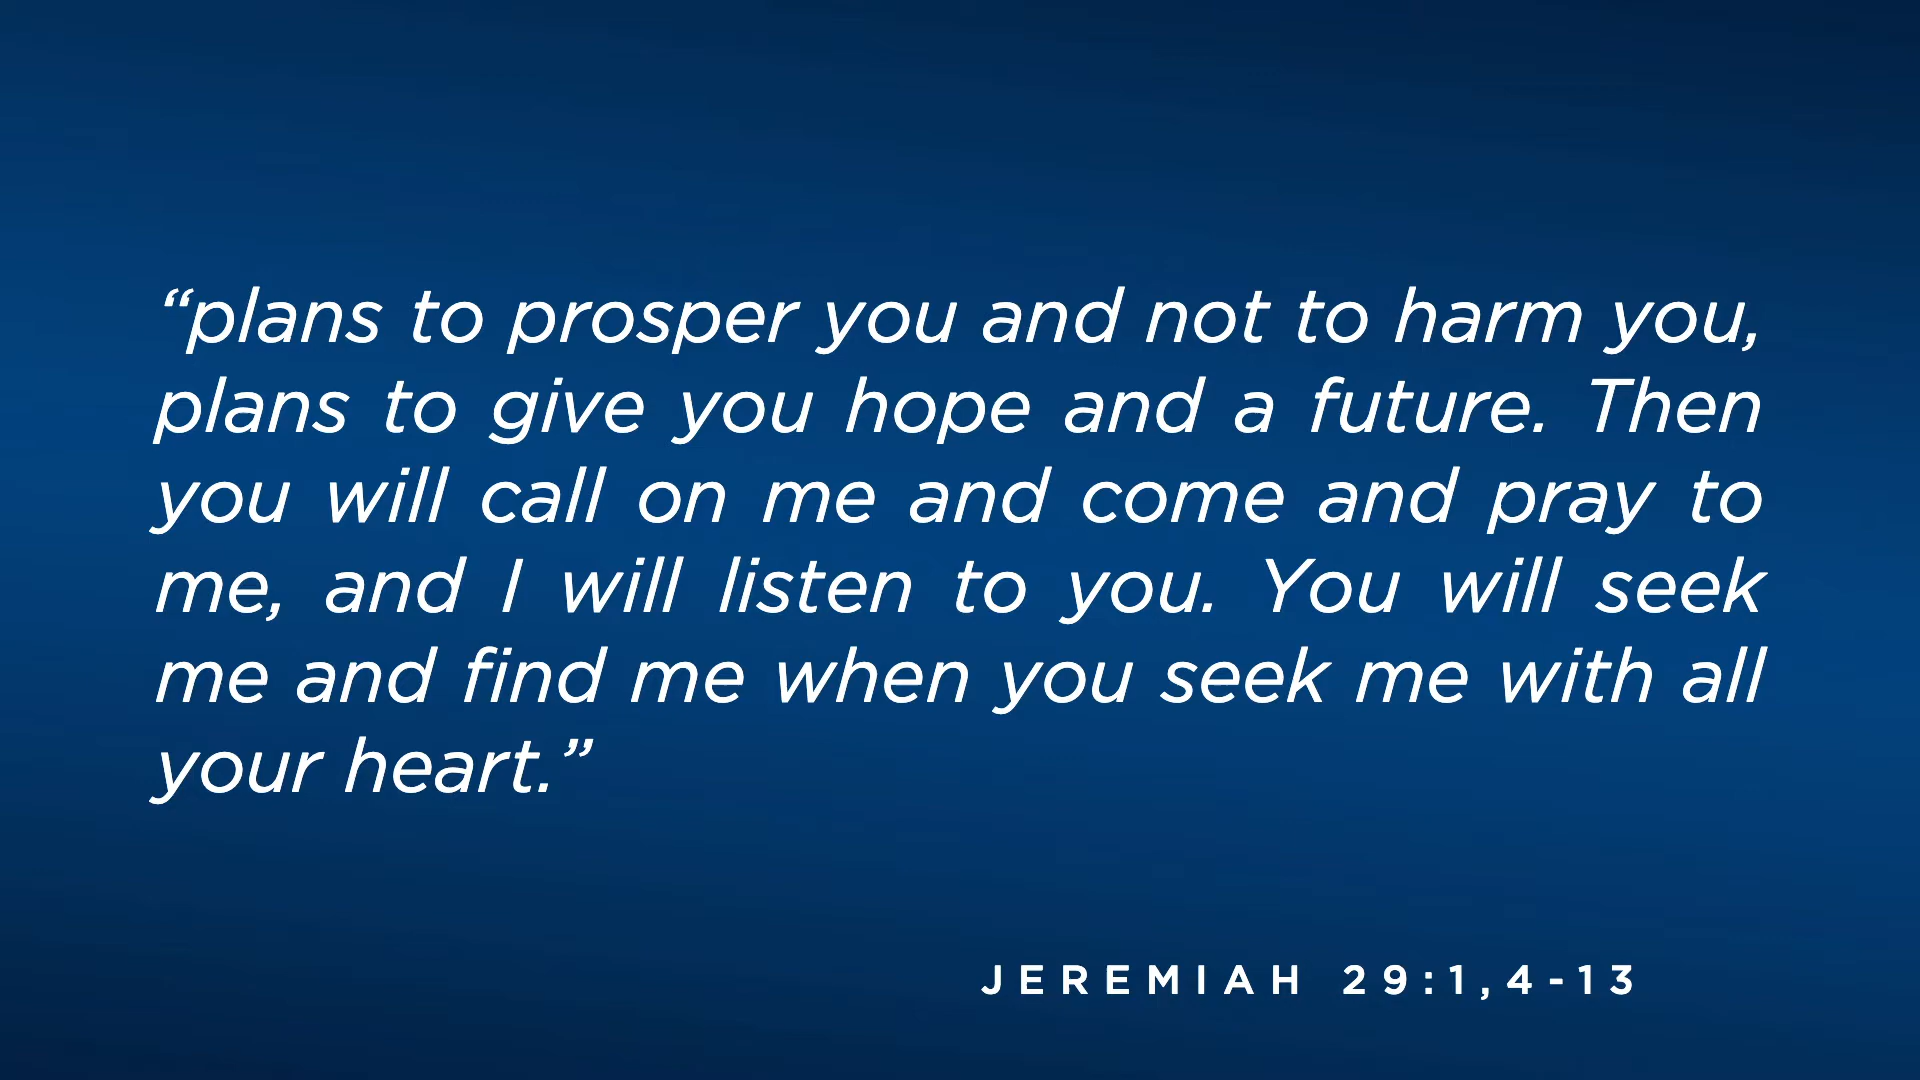 “plans to prosper you and not to harm you,
plans to give you hope and a future. Then
you will call on me and come and pray to
me, and I will listen to you. You will seek
me and find me when you seek me with all
your heart.”
JEREMIAH 29:1,4-13